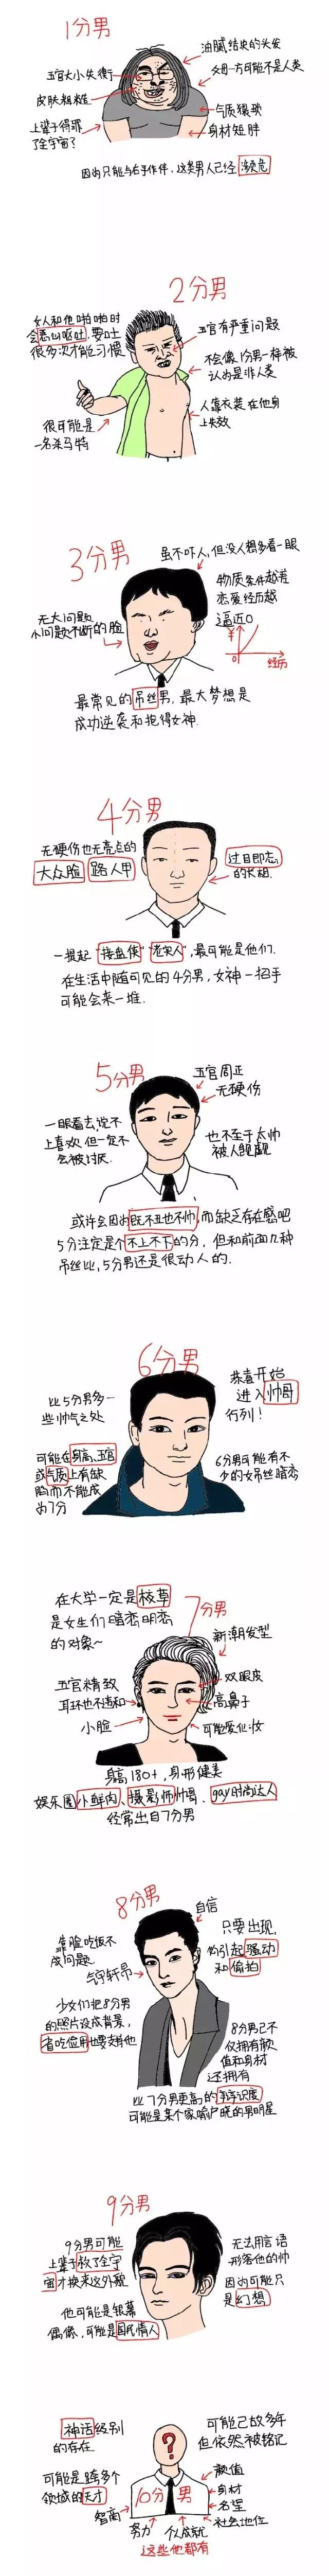 1分男
油腻结块的头发
五官大小失衡
父母一方可能不是人类
皮肤粗糙
气质猥琐
上辈子得罪
了全宇宙？
身材短胖
因为只能与右手作伴，这类男人已经濒危
2分男
女人和他啪啪时
会恶心呕吐，要吐
很多次才能习惯
五官有严重问题
不会像1分男一样被
认为是非人类
人靠衣装在他身
上失效
很可能是
一名杀马特
3分男
虽不吓人，但没人想多看一眼
物质条件越差
恋爱经历越
逼近0
无大问题
小问题不断的脸
¥
0
经历
最常见的吊丝男，最大梦想是
成功逆袭和抱得女神.
4分男
无硬伤也无亮点的
大众脸 路人甲
过目即忘
的长相.
一提起"接盘侠""老实人"，最可能是他们.
在生活中随可见的4分男，女神一招手
可能会来一堆.
5分男
五官周正
无硬伤
一眼看去说不
上喜欢 但一定不
会被讨厌.
也不至于太帅
被人觊觎
或许会因为既不丑也不帅，而缺乏存在感吧
5分注定是个不上不下的分，但和前面几种
吊丝比，5分男还是很动人的.
6分男
恭喜开始
进入帅哥
行列！
比5分男多一
些帅气之处
可能在身高、五官
或气质上有缺
陷而不能成
为7分
6分男可能有不
少的女吊丝暗恋
在大学一定是校草
是女生们暗恋明恋
的对象~
7分男
新潮发型
五官精致
耳环也不违和
小脸
双眼皮
高鼻子
可能爱化妆
身高180+，身形健美
娱乐圈小鲜肉、摄影师帅哥、gay时尚达人
经常出自7分男
8分男
自信
靠脸吃饭不
成问题.
气宇轩昂
只要出现，
均引起骚动
和偷拍
少女们把8分男
的照片设成背景，
省吃俭用也要支持他
8分男已不
仅拥有颜
值和身材
还拥有
比7分男更高的辨识度
可能是某个家喻户晓的男明星
9分男
9分男可能
上辈子救了全宇
宙才换来这外貌
无法用言语
形容他的帅
因为可能只
是幻想
他可能是银幕
偶像，可能是国民情人
神话级别
的存在
可能已故多年
但依然被铭记
?
可能是跨多个
领域的天才
10分男
颜值
身材
名望
社会地位
智商
努力
个人成就
这些他都有